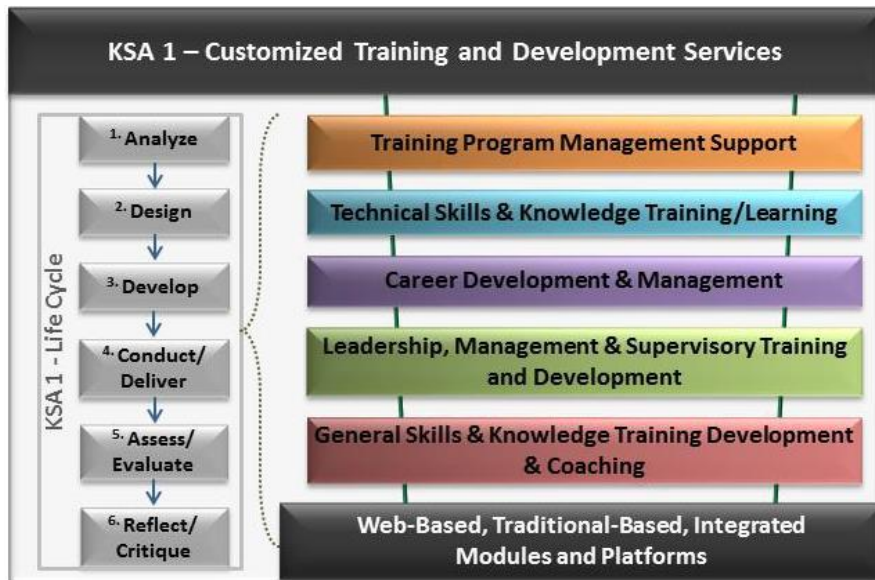 KSA 1 – Customized Training and Development Services
KSA 1 - Life Cycle
1. Analyze
2. Design
3. Develop
4. Conduct/
Deliver
5. Assess/
Evaluate
6. Reflect/
Critique
Training Program Management Support
Technical Skills & Knowledge Training/Learning
Career Development & Management
Leadership, Management & Supervisory Training
and Development
General Skills & Knowledge Training Development
& Coaching
Web-Based, Traditional-Based, Integrated
Modules and Platforms